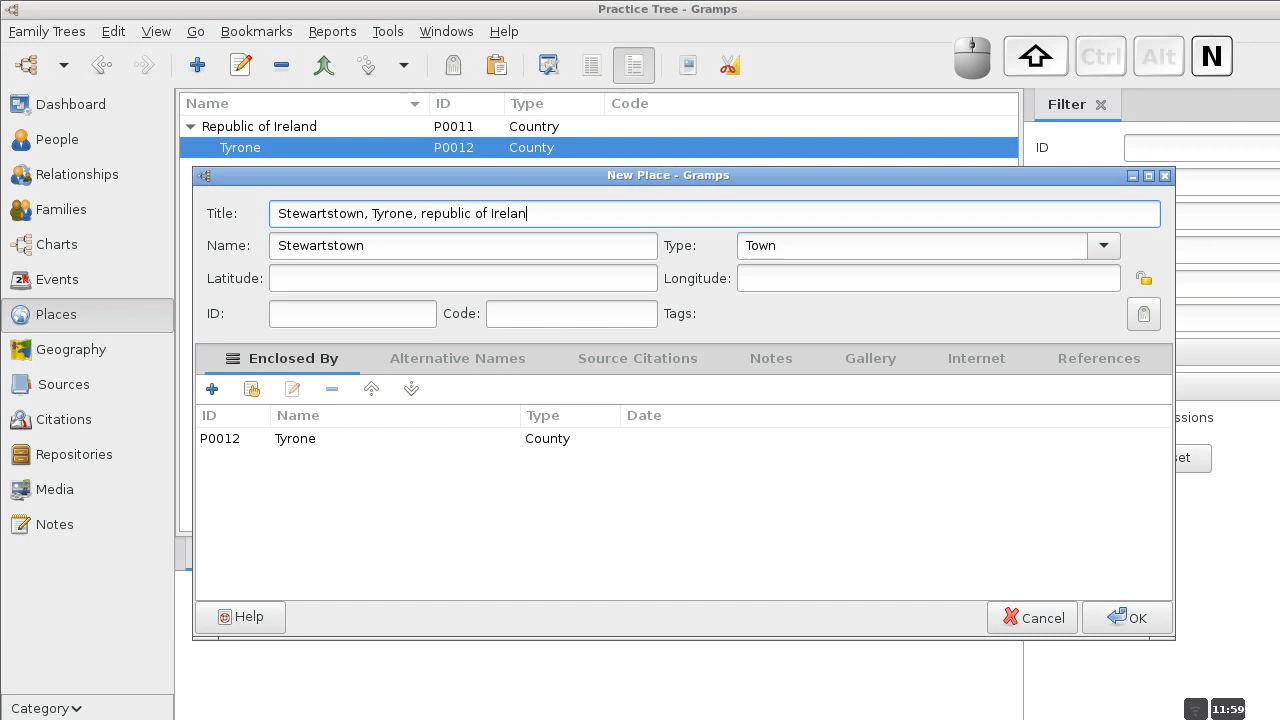 Practice Tree - Gramps
Family Trees Edit View Go Bookmarks Reports Tools Windows Help
Ctrl Alt N
Dashboard
People
Relationships
Families
Charts
Events
Places
Geography
Sources
Citations
Repositories
Media
Notes
Category
Name ID Type Code
Republic of Ireland P0011 Country
Tyrone P0012 County
Filter
ID
ssions
set
New Place - Gramps
Title: Stewartstown, Tyrone, republic of Irelan
Name: Stewartstown Type: Town
Latitude: Longitude:
ID: Code: Tags:
Enclosed By Alternative Names Source Citations Notes Gallery Internet References
ID Name Type Date
P0012 Tyrone County
Help Cancel OK
11:59